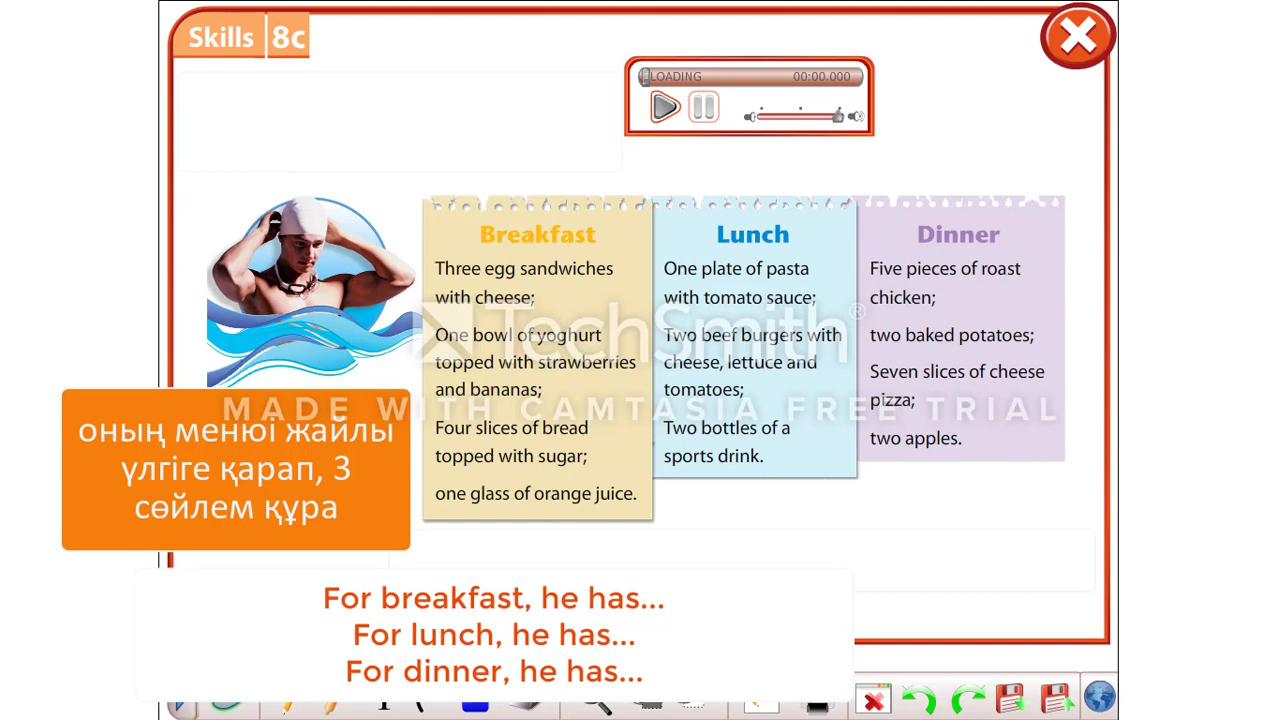 Skills 8c
LOADING 00:00.000
Breakfast
Three egg sandwiches
with cheese;
One bowl of yoghurt
topped with strawberries
and bananas;
Four slices of bread
topped with sugar;
one glass of orange juice.
Lunch
One plate of pasta
with tomato sauce;
Two beef burgers with
cheese, lettuce and
tomatoes;
Two bottles of a
sports drink.
Dinner
Five pieces of roast
chicken;
two baked potatoes;
Seven slices of cheese
pizza;
two apples.
TechSmith®
MADE WITH CAMTASIA FREE TRIAL
оның менюі жайлы
үлгіге қарап, 3
сөйлем құра
For breakfast, he has...
For lunch, he has...
For dinner, he has...